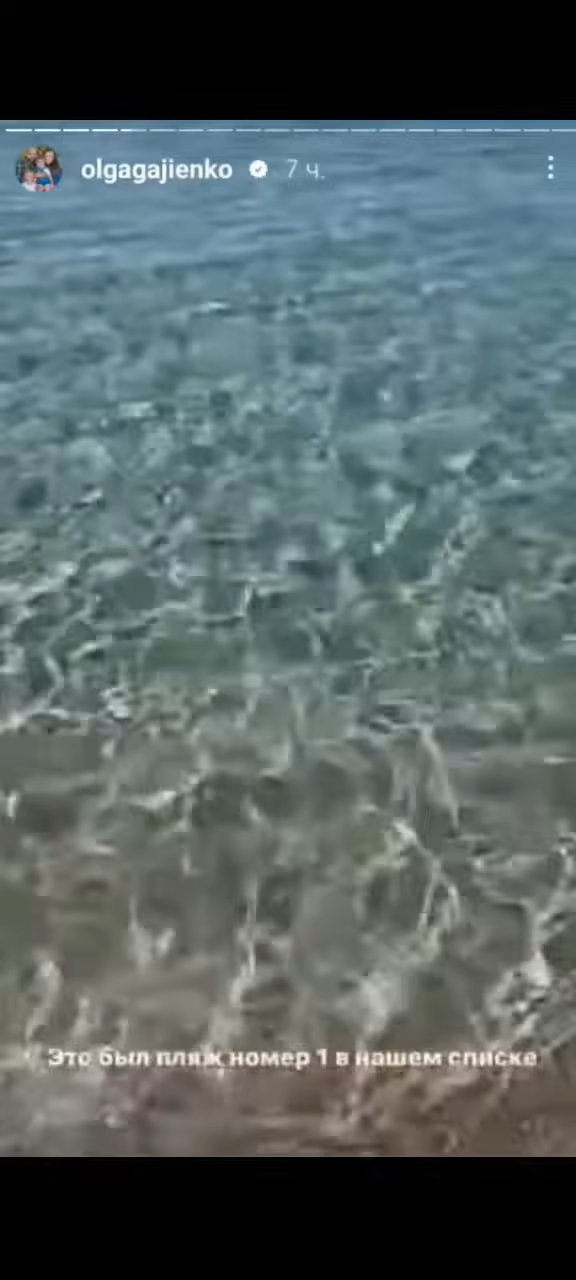 olgagajienko 7 ч.
Это был пляж номер 1 в нашем списке